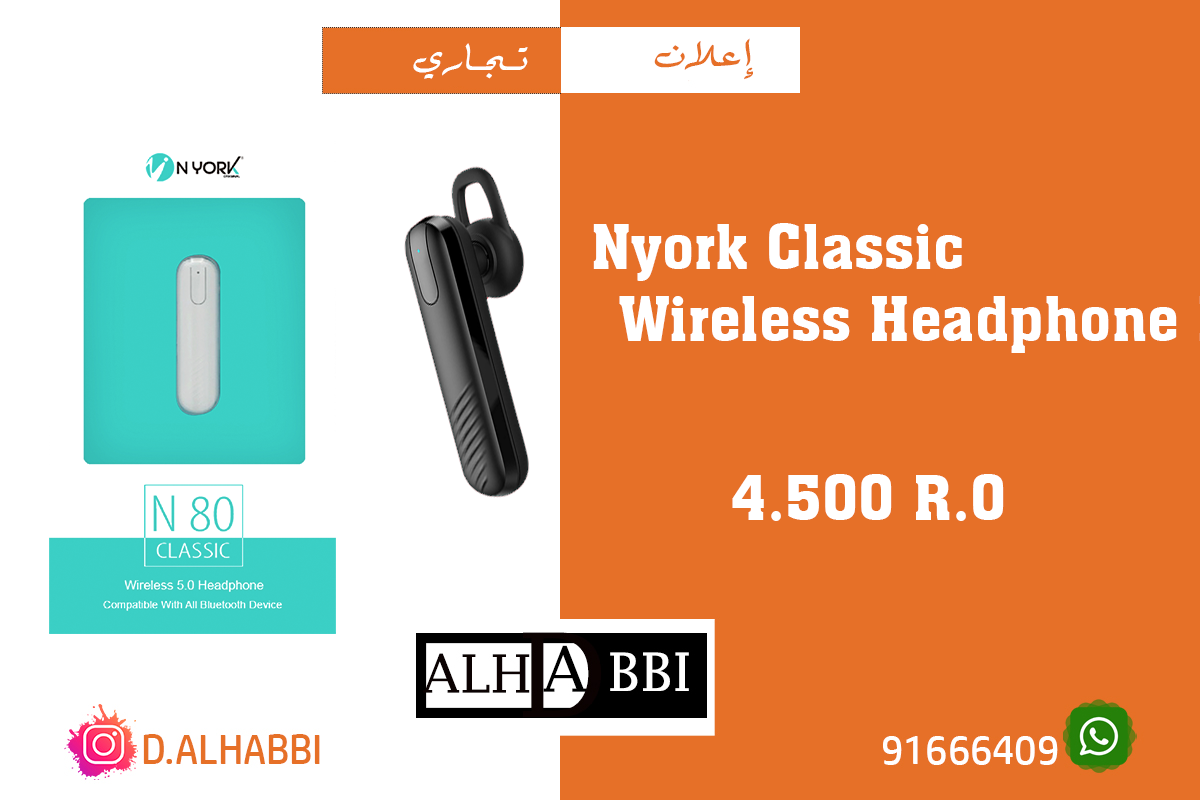 إعلان تجاري
N YORK
Nyork Classic
Wireless Headphone
4.500 R.O
N 80
CLASSIC
Wireless 5.0 Headphone
Compatible With All Bluetooth Device
ALHABBI
D.ALHABBI
91666409